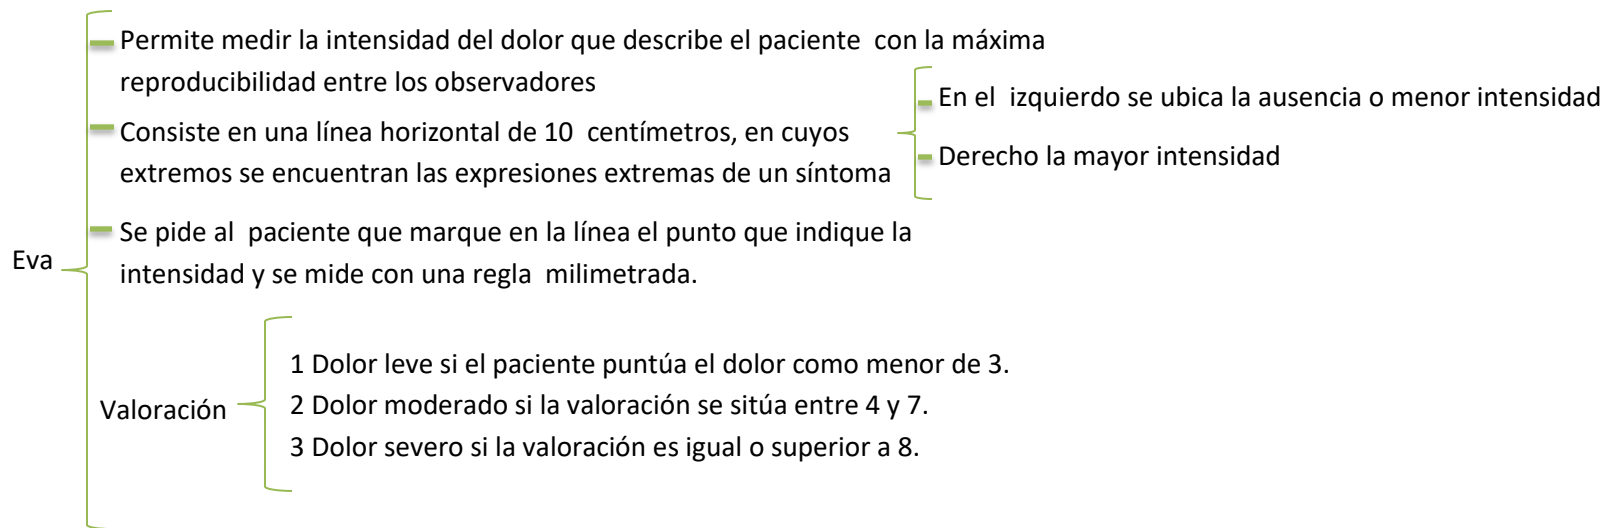 Permite medir la intensidad del dolor que describe el paciente con la máxima
reproducibilidad entre los observadores
En el izquierdo se ubica la ausencia o menor intensidad
Consiste en una línea horizontal de 10 centímetros, en cuyos
extremos se encuentran las expresiones extremas de un síntoma
Derecho la mayor intensidad
Se pide al paciente que marque en la línea el punto que indique la
intensidad y se mide con una regla milimetrada.
Eva
1 Dolor leve si el paciente puntúa el dolor como menor de 3.
Valoración
2 Dolor moderado si la valoración se sitúa entre 4 y 7.
3 Dolor severo si la valoración es igual o superior a 8.